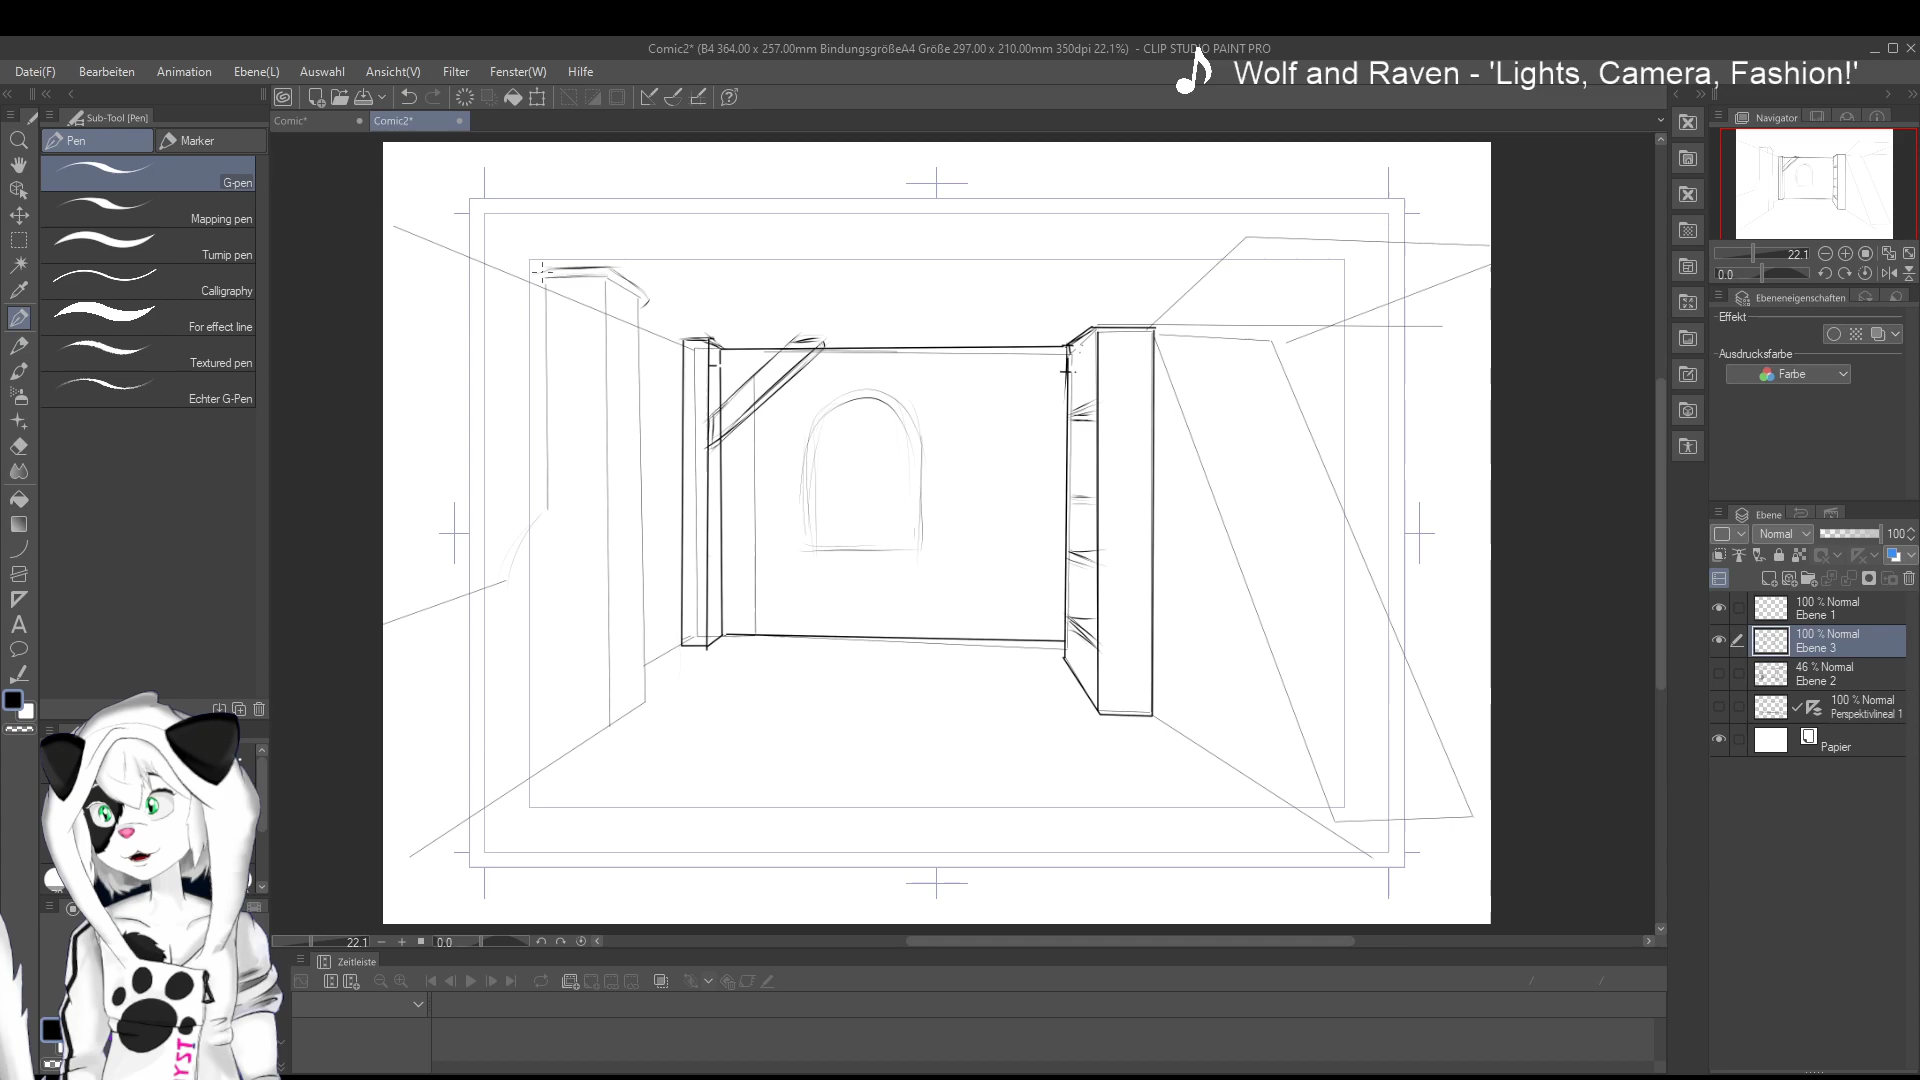 Comic2* (B4 364.00 x 257.00mm BindungsgrößeA4 Größe 297.00 x 210.00mm 350dpi 22.1%) - CLIP STUDIO PAINT PRO
Datei(F) Bearbeiten Animation Ebene(L) Auswahl Ansicht(V) Filter Fenster(W) Hilfe
Wolf and Raven - 'Lights, Camera, Fashion!'
Sub-Tool [Pen]
Comic* Comic2*
Navigator
Pen Marker
G-pen
Mapping pen
Turnip pen
Calligraphy
For effect line
Textured pen
Echter G-Pen
22.1
0.0
Ebeneneigenschaften
Effekt
Ausdrucksfarbe
Farbe
Ebene
Normal 100
100 % Normal
Ebene 1
100 % Normal
Ebene 3
46 % Normal
Ebene 2
100 % Normal
Perspektivlineal 1
Papier
22.1 0.0
Zeitleiste